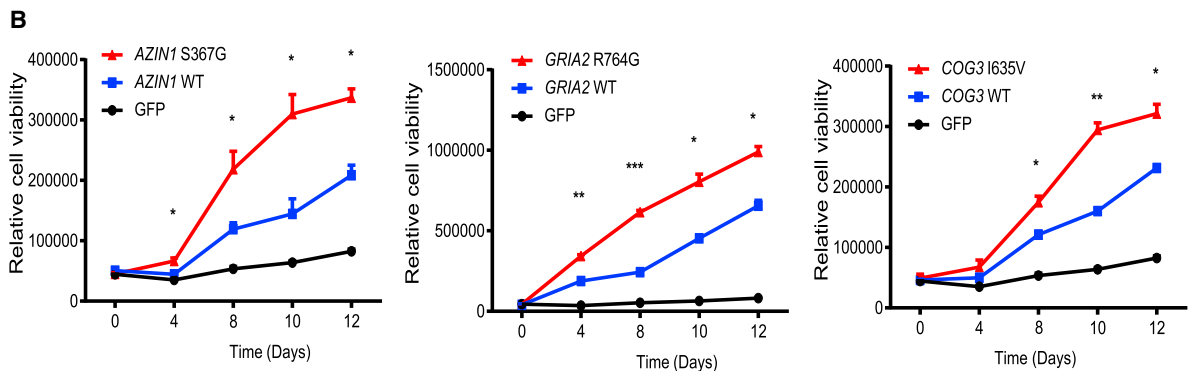 B
AZIN1 S367G
AZIN1 WT
GFP
Relative cell viability
400000
300000
200000
100000
0
*
*
*
*
0 4 8 10 12
Time (Days)
GRIA2 R764G
GRIA2 WT
GFP
Relative cell viability
1500000
1000000
500000
0
**
***
*
*
0 4 8 10 12
Time (Days)
COG3 I635V
COG3 WT
GFP
Relative cell viability
400000
300000
200000
100000
0
*
**
*
0 4 8 10 12
Time (Days)